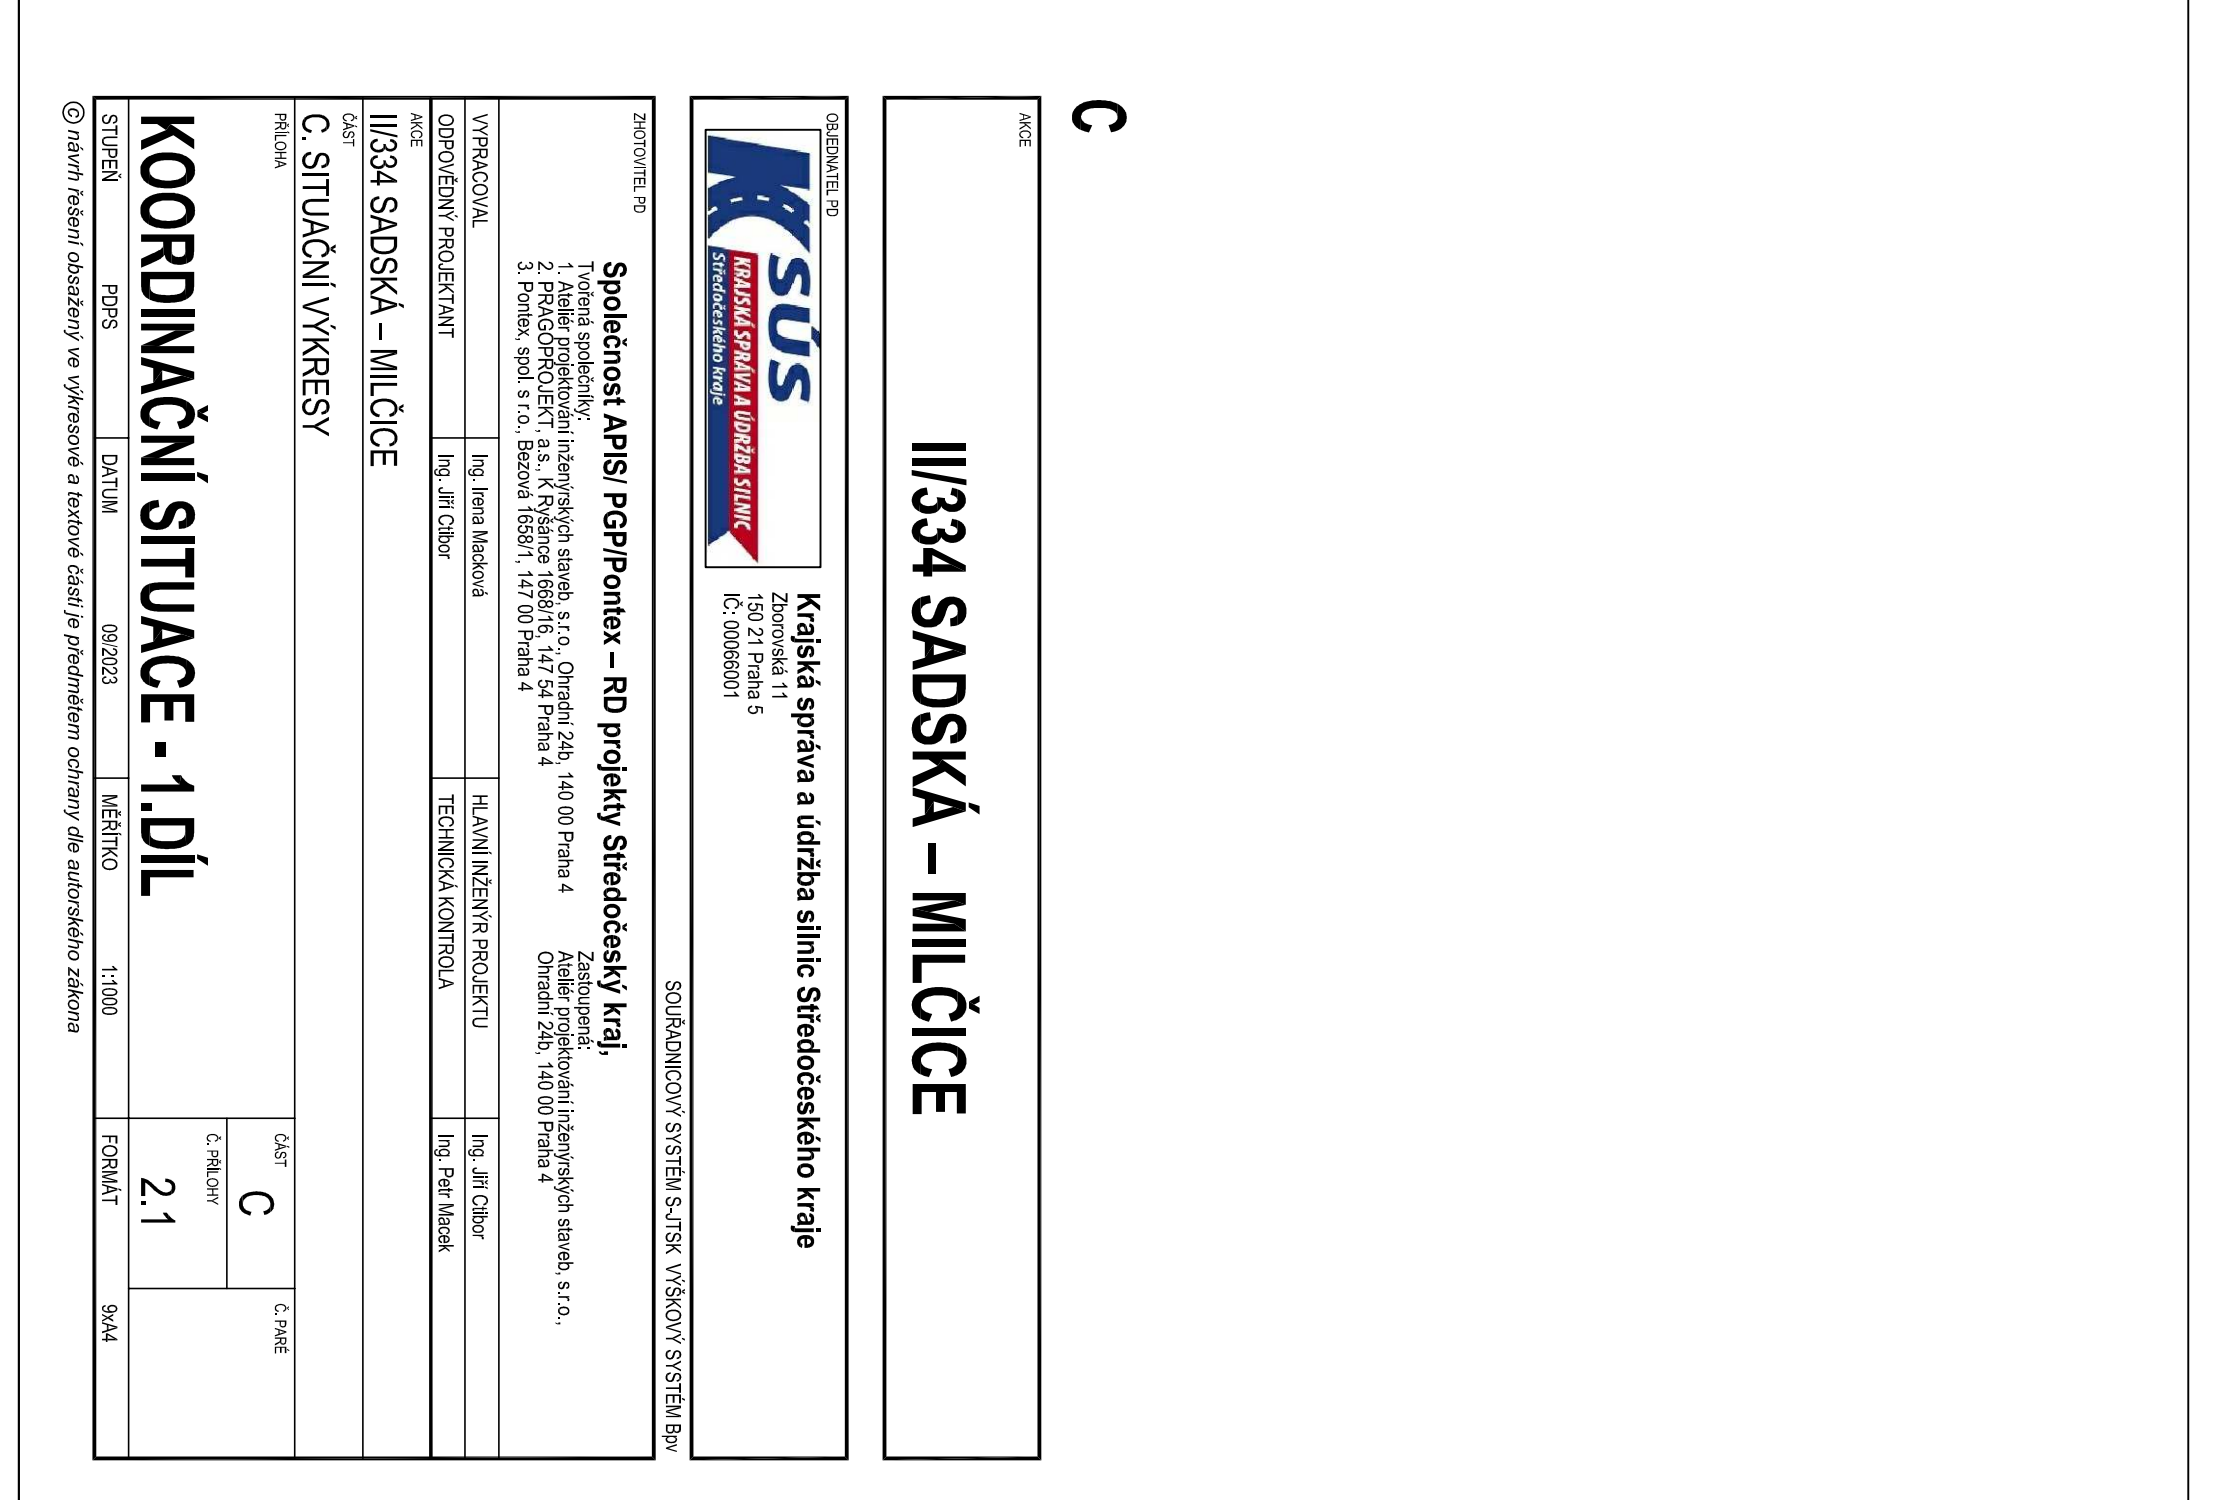 C
AKCE
II/334 SADSKÁ – MILČICE
OBJEDNATEL PD
KSÚS
KRAJSKÁ SPRÁVA A ÚDRŽBA SILNIC
Středočeského kraje
Krajská správa a údržba silnic Středočeského kraje
Zborovská 11
150 21 Praha 5
IČ: 00066001
SOUŘADNICOVÝ SYSTÉM S-JTSK VÝŠKOVÝ SYSTÉM Bpv
ZHOTOVITEL PD
Společnost APIS/ PGP/Pontex – RD projekty Středočeský kraj,
Tvořená společníky:
1. Ateliér projektování inženýrských staveb, s.r.o., Ohradní 24b, 140 00 Praha 4
2. PRAGOPROJEKT, a.s., K Ryšánce 1668/16, 147 54 Praha 4
3. Pontex, spol. s r.o., Bezová 1658/1, 147 00 Praha 4
Zastoupená:
Ateliér projektování inženýrských staveb, s.r.o.,
Ohradní 24b, 140 00 Praha 4
VYPRACOVAL Ing. Irena Macková HLAVNÍ INŽENÝR PROJEKTU Ing. Jiří Ctibor
ODPOVĚDNÝ PROJEKTANT Ing. Jiří Ctibor TECHNICKÁ KONTROLA Ing. Petr Macek
AKCE
II/334 SADSKÁ – MILČICE
ČÁST
C. SITUAČNÍ VÝKRESY
PŘÍLOHA
KOORDINAČNÍ SITUACE - 1.DÍL
ČÁST
C
Č. PŘÍLOHY
2.1
Č. PARÉ
STUPEŇ PDPS DATUM 09/2023 MĚŘÍTKO 1:1000 FORMÁT 9xA4
© návrh řešení obsažený ve výkresové a textové části je předmětem ochrany dle autorského zákona